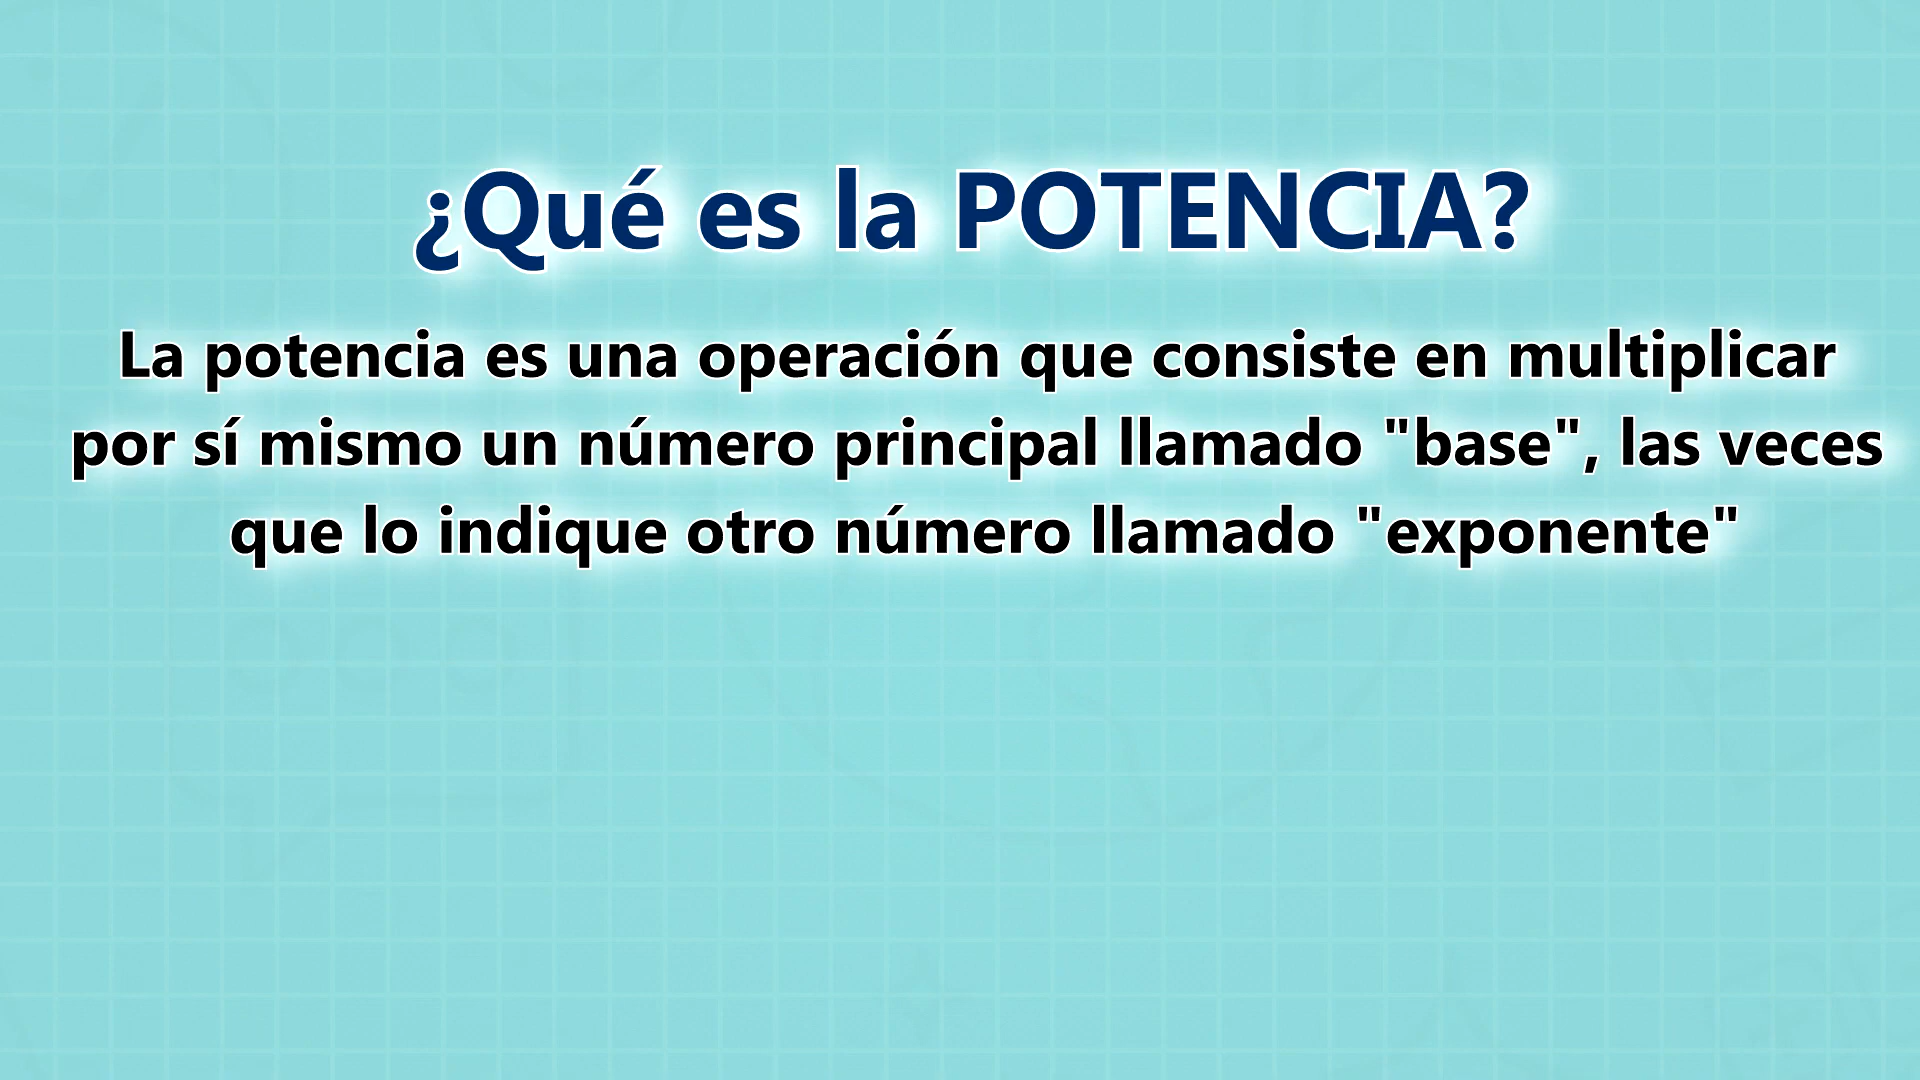 ¿Qué es la POTENCIA?
La potencia es una operación que consiste en multiplicar
por sí mismo un número principal llamado "base", las veces
que lo indique otro número llamado "exponente"